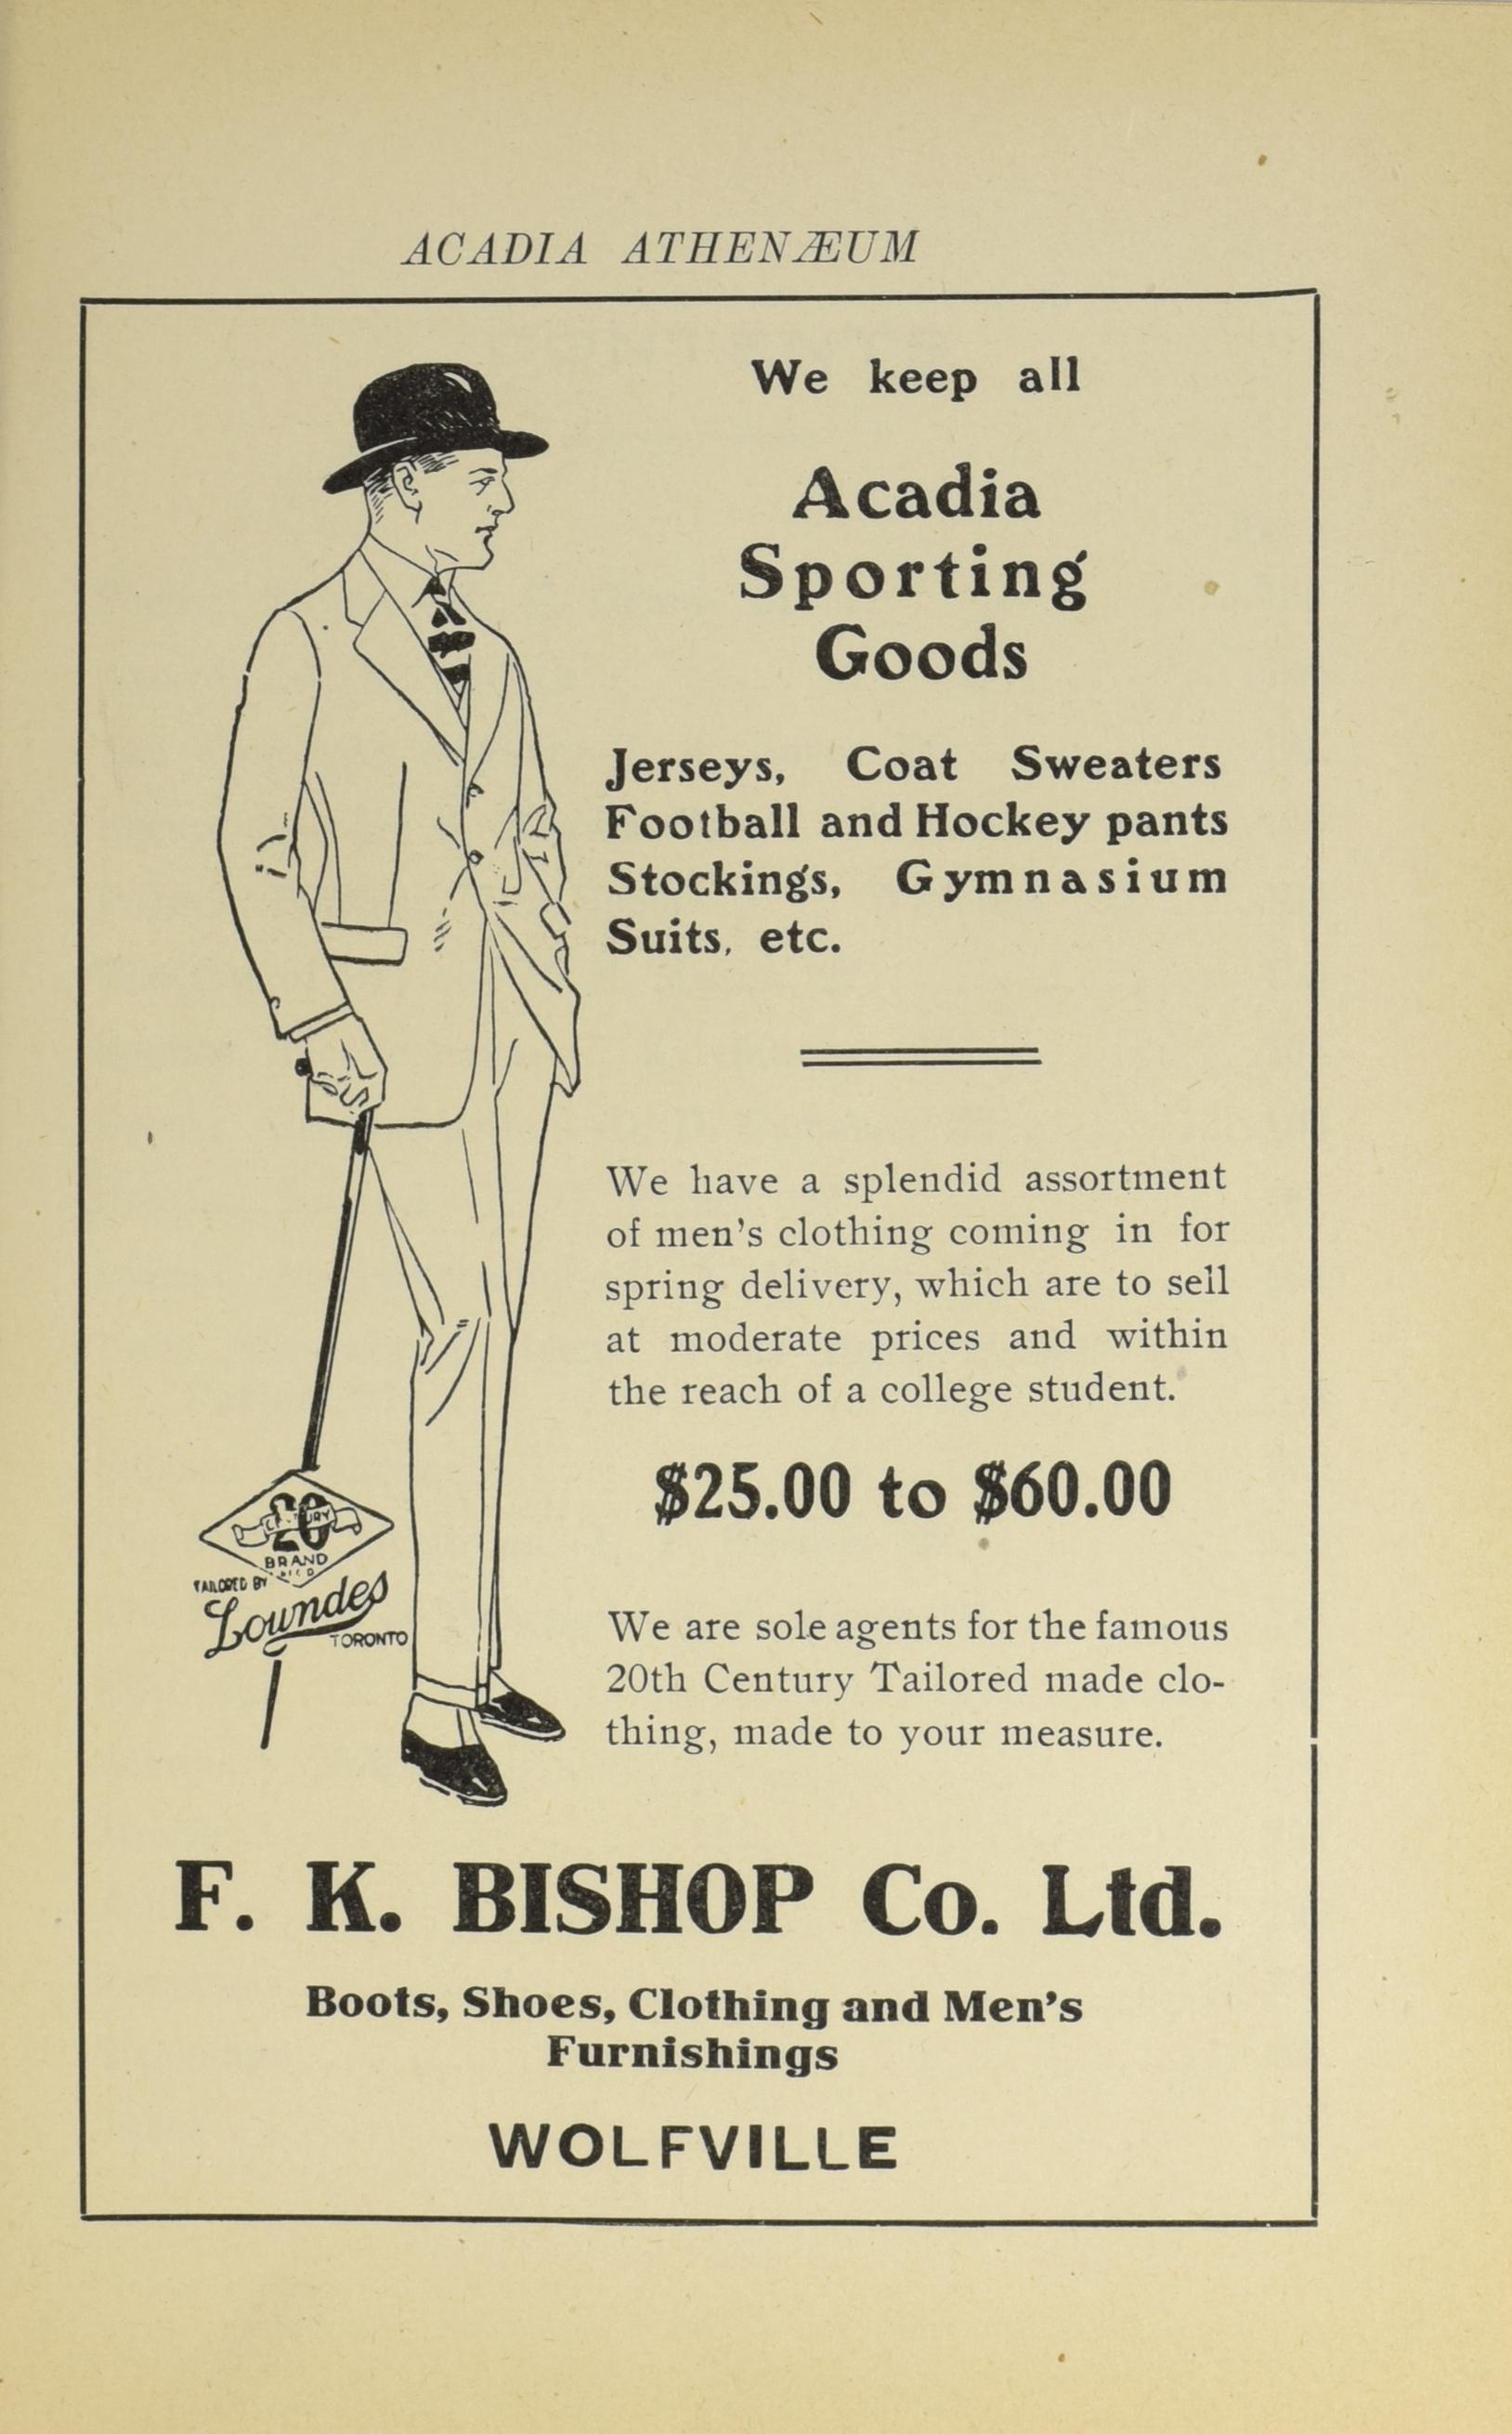 ACADIA ATHENÆUM
We keep all
Acadia
Sporting
Goods
Jerseys, Coat Sweaters
Football and Hockey pants
Stockings, Gymnasium
Suits, etc.
We have a splendid assortment
of men's clothing coming in for
spring delivery, which are to sell
at moderate prices and within
the reach of a college student.
$25.00 to $60.00
20
CENTURY
BRAND
TAILORED BY
Lowndes
TORONTO
We are sole agents for the famous
20th Century Tailored made clo-
thing, made to your measure.
F. K. BISHOP Co. Ltd.
Boots, Shoes, Clothing and Men's
Furnishings
WOLFVILLE